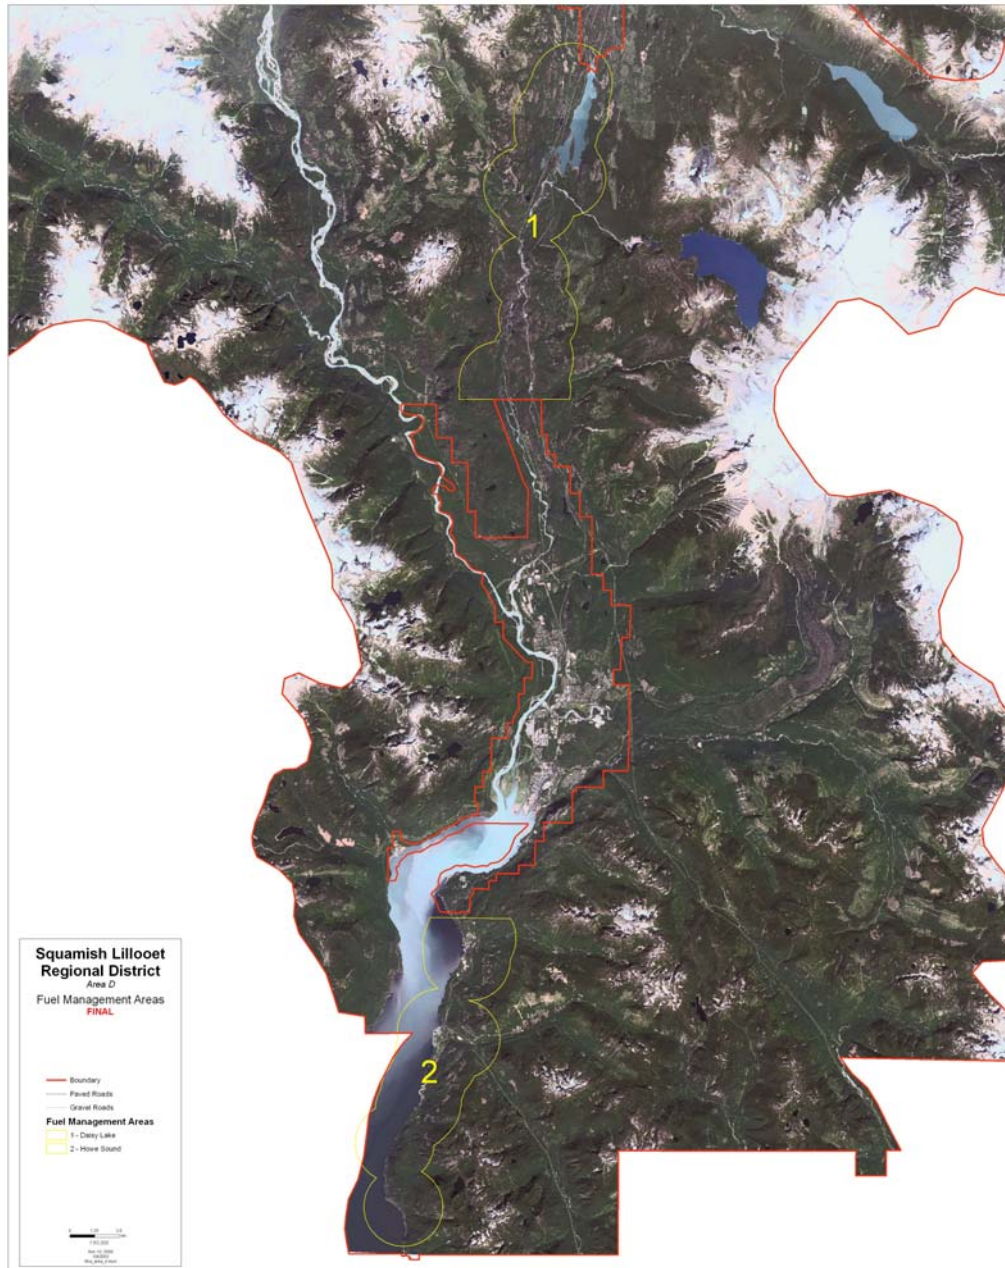 1
2
Squamish Lillooet
Regional District
Area D
Fuel Management Areas
FINAL
Boundary
Paved Roads
Gravel Roads
Fuel Management Areas
1 - Daisy Lake
2 - Howe Sound